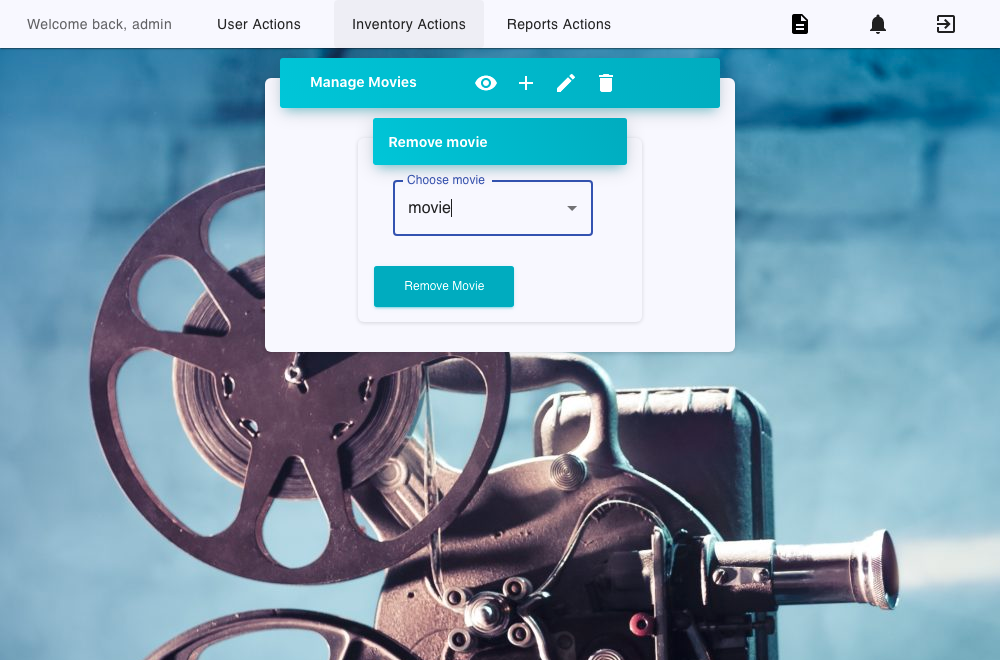 Welcome back, admin
User Actions
Inventory Actions
Reports Actions
Manage Movies
Remove movie
Choose movie
movie
Remove Movie